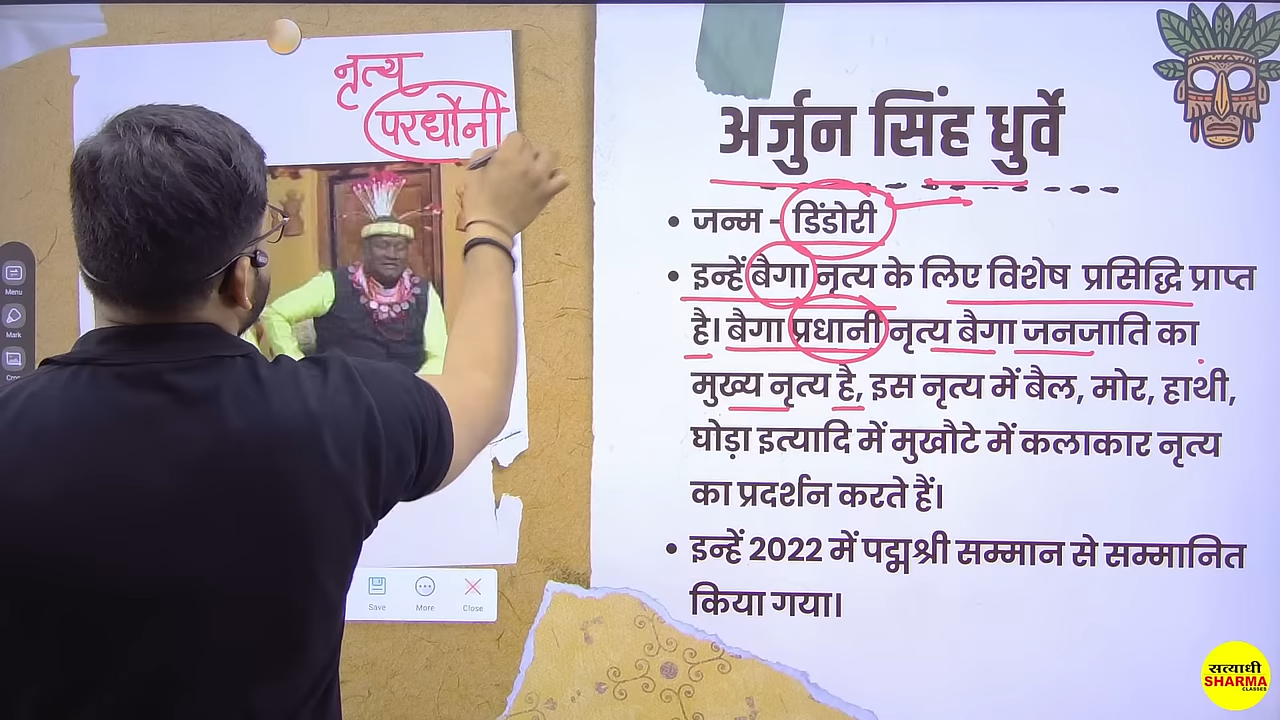 नृत्य
परधौनी
अर्जुन सिंह धुर्वे
• जन्म - डिंडोरी
• इन्हें बैगा नृत्य के लिए विशेष प्रसिद्धि प्राप्त
है। बैगा प्रधानी नृत्य बैगा जनजाति का
मुख्य नृत्य है, इस नृत्य में बैल, मोर, हाथी,
घोड़ा इत्यादि में मुखौटे में कलाकार नृत्य
का प्रदर्शन करते हैं।
• इन्हें 2022 में पद्मश्री सम्मान से सम्मानित
किया गया।
Menu
Mark
Save More Close
सत्याधी
SHARMA
CLASSES